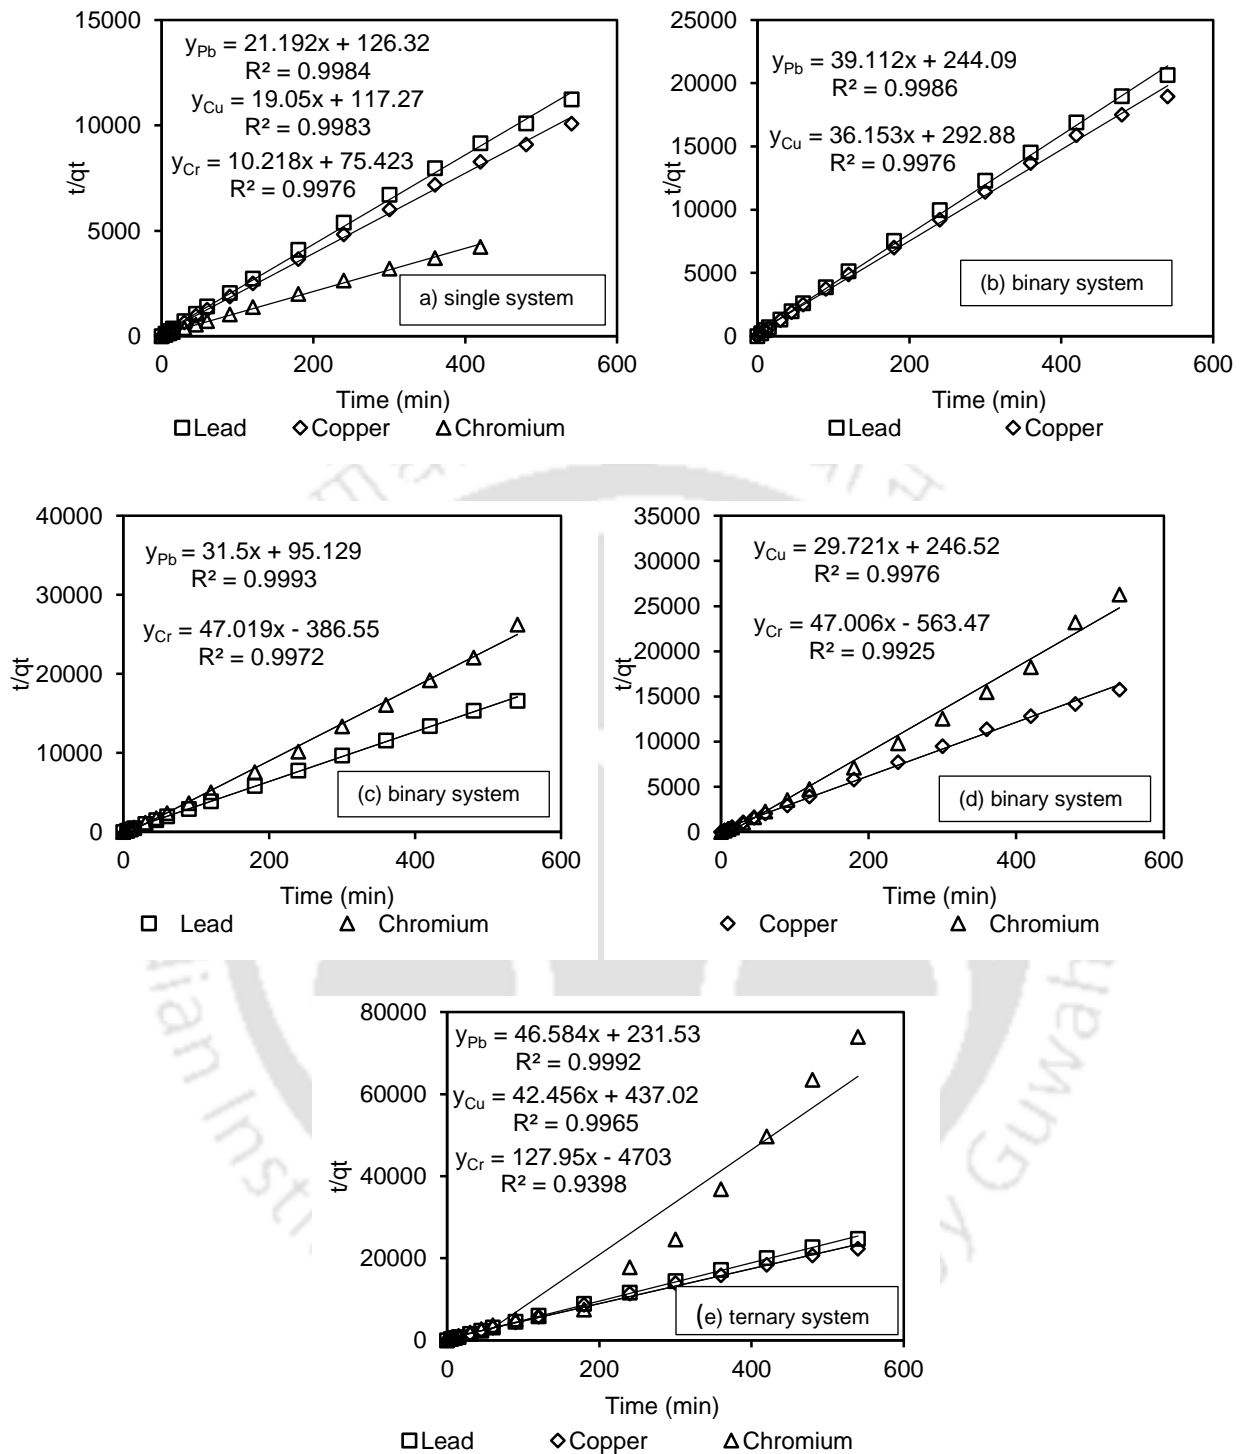 15000
10000
5000
0
y_Pb = 21.192x + 126.32
R² = 0.9984
y_Cu = 19.05x + 117.27
R² = 0.9983
y_Cr = 10.218x + 75.423
R² = 0.9976
a) single system
0 200 400 600
t/qt
Time (min)
Lead Copper Chromium
25000
20000
15000
10000
5000
0
y_Pb = 39.112x + 244.09
R² = 0.9986
y_Cu = 36.153x + 292.88
R² = 0.9976
(b) binary system
0 200 400 600
t/qt
Time (min)
Lead Copper
40000
30000
20000
10000
0
y_Pb = 31.5x + 95.129
R² = 0.9993
y_Cr = 47.019x - 386.55
R² = 0.9972
(c) binary system
0 200 400 600
t/qt
Time (min)
Lead Chromium
35000
30000
25000
20000
15000
10000
5000
0
y_Cu = 29.721x + 246.52
R² = 0.9976
y_Cr = 47.006x - 563.47
R² = 0.9925
(d) binary system
0 200 400 600
t/qt
Time (min)
Copper Chromium
80000
60000
40000
20000
0
y_Pb = 46.584x + 231.53
R² = 0.9992
y_Cu = 42.456x + 437.02
R² = 0.9965
y_Cr = 127.95x - 4703
R² = 0.9398
(e) ternary system
0 200 400 600
t/qt
Time (min)
Lead Copper Chromium
Guwah